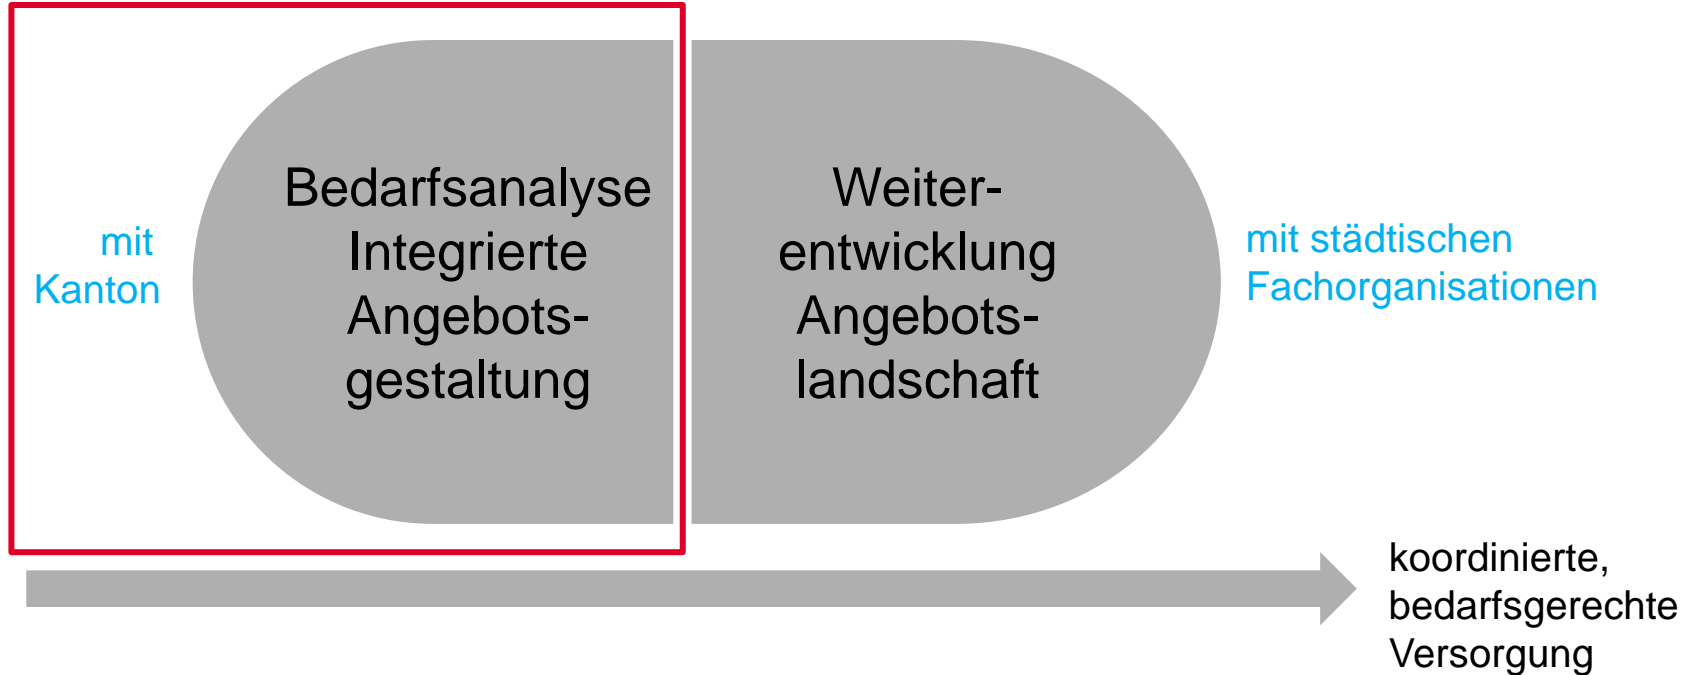 mit
Kanton
Bedarfsanalyse
Integrierte
Angebots-
gestaltung
Weiter-
entwicklung
Angebots-
landschaft
mit städtischen
Fachorganisationen
koordinierte,
bedarfsgerechte
Versorgung